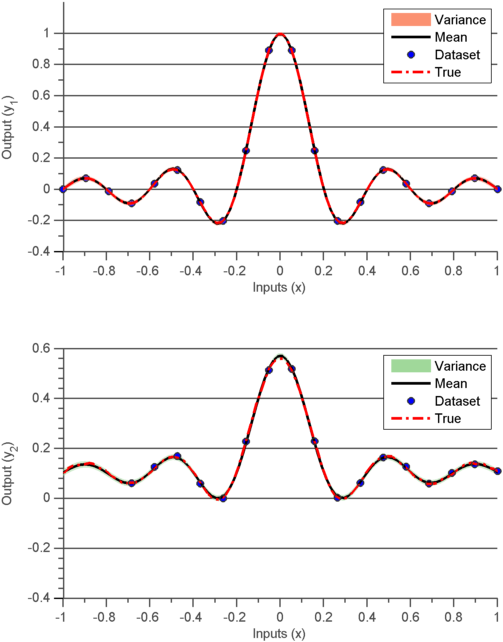 Variance
Mean
Dataset
True
1
0.8
0.6
0.4
0.2
0
-0.2
-0.4
Output (y1)
-1 -0.8 -0.6 -0.4 -0.2 0 0.2 0.4 0.6 0.8 1
Inputs (x)
Variance
Mean
Dataset
True
0.6
0.4
0.2
0
-0.2
-0.4
Output (y2)
-1 -0.8 -0.6 -0.4 -0.2 0 0.2 0.4 0.6 0.8 1
Inputs (x)